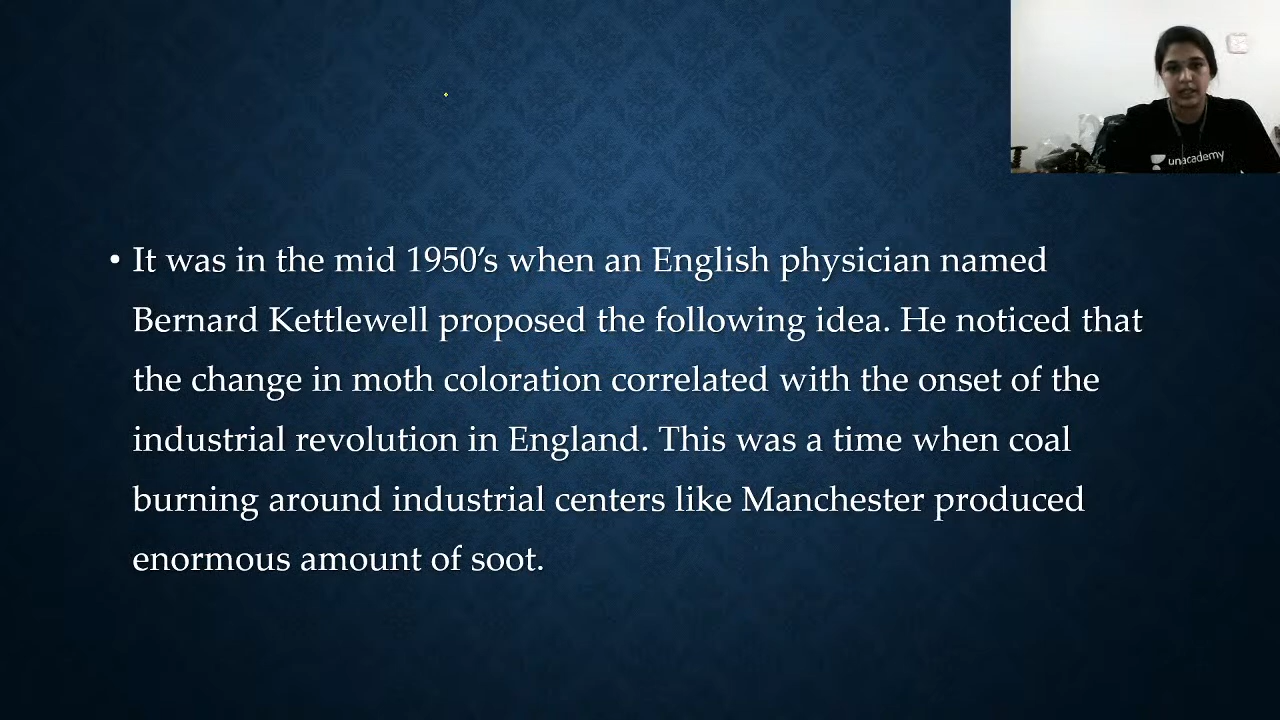 unacademy
• It was in the mid 1950's when an English physician named
Bernard Kettlewell proposed the following idea. He noticed that
the change in moth coloration correlated with the onset of the
industrial revolution in England. This was a time when coal
burning around industrial centers like Manchester produced
enormous amount of soot.